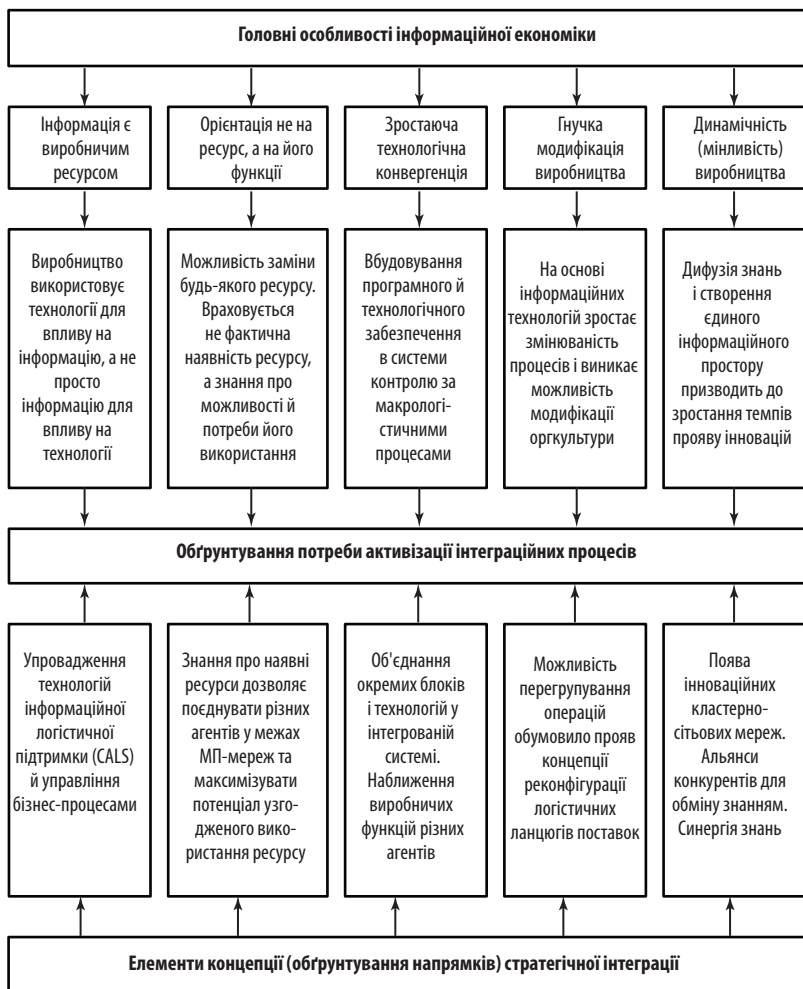 Головні особливості інформаційної економіки
Інформація є
виробничим
ресурсом
Орієнтація не на
ресурс, а на його
функції
Зростаюча
технологічна
конвергенція
Гнучка
модифікація
виробництва
Динамічність
(мінливість)
виробництва
Виробництво
використовує
технології для
впливу на
інформацію, а не
просто
інформацію для
впливу на
технології
Можливість заміни
будь-якого ресурсу.
Враховується
не фактична
наявність ресурсу,
а знання про
можливості й
потреби його
використання
Вбудовування
програмного й
технологічного
забезпечення
в системи
контролю за
макрологі-
стичними
процесами
На основі
інформаційних
технологій зростає
змінюваність
процесів і виникає
можливість
модифікації
оргкультури
Дифузія знань
і створення
єдиного
інформаційного
простору
призводить до
зростання темпів
прояву інновацій
Обґрунтування потреби активізації інтеграційних процесів
Упровадження
технологій
інформаційної
логістичної
підтримки (CALS)
й управління
бізнес-процесами
Знання про наявні
ресурси дозволяє
поєднувати різних
агентів у межах
МП-мереж та
максимізувати
потенціал узго-
дженого вико-
ристання ресурсу
Об'єднання
окремих блоків
і технологій у
інтегрованій
системі.
Наближення
виробничих
функцій різних
агентів
Можливість
перегрупування
операцій
обумовило прояв
концепції
реконфігурації
логістичних
ланцюгів поставок
Поява
інноваційних
кластерно-
сітьових мереж.
Альянси
конкурентів для
обміну знанням.
Синергія знань
Елементи концепції (обґрунтування напрямків) стратегічної інтеграції